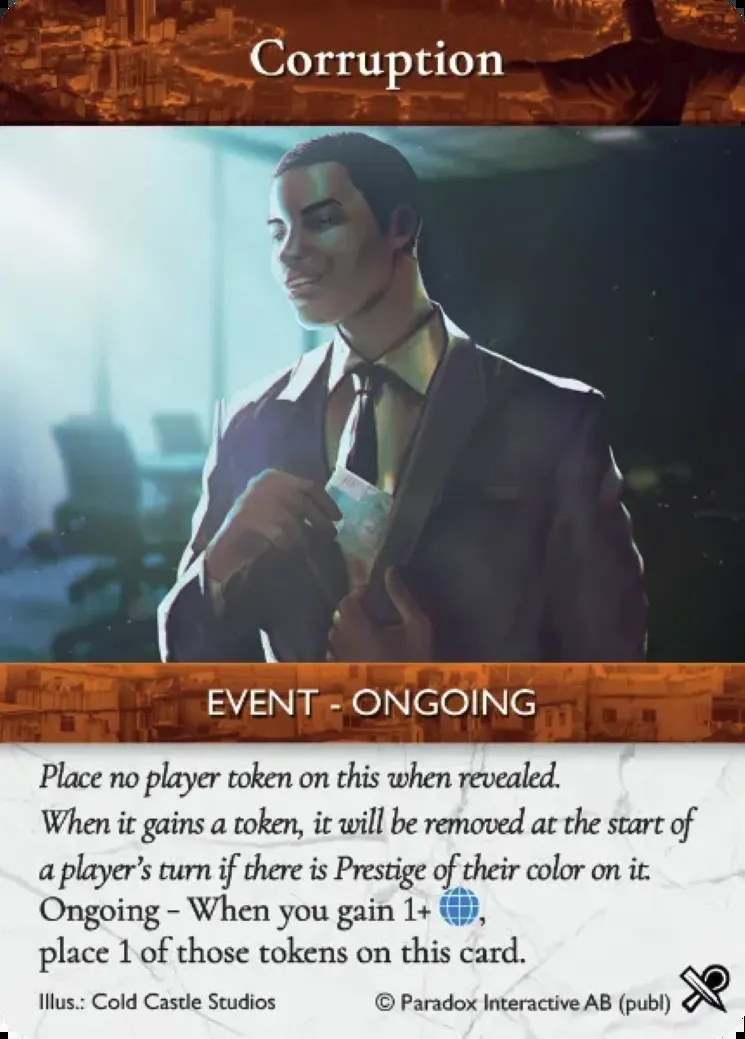 Corruption
EVENT - ONGOING
Place no player token on this when revealed.
When it gains a token, it will be removed at the start of
a player's turn if there is Prestige of their color on it.
Ongoing – When you gain 1+ ,
place 1 of those tokens on this card.
Illus.: Cold Castle Studios
© Paradox Interactive AB (publ)